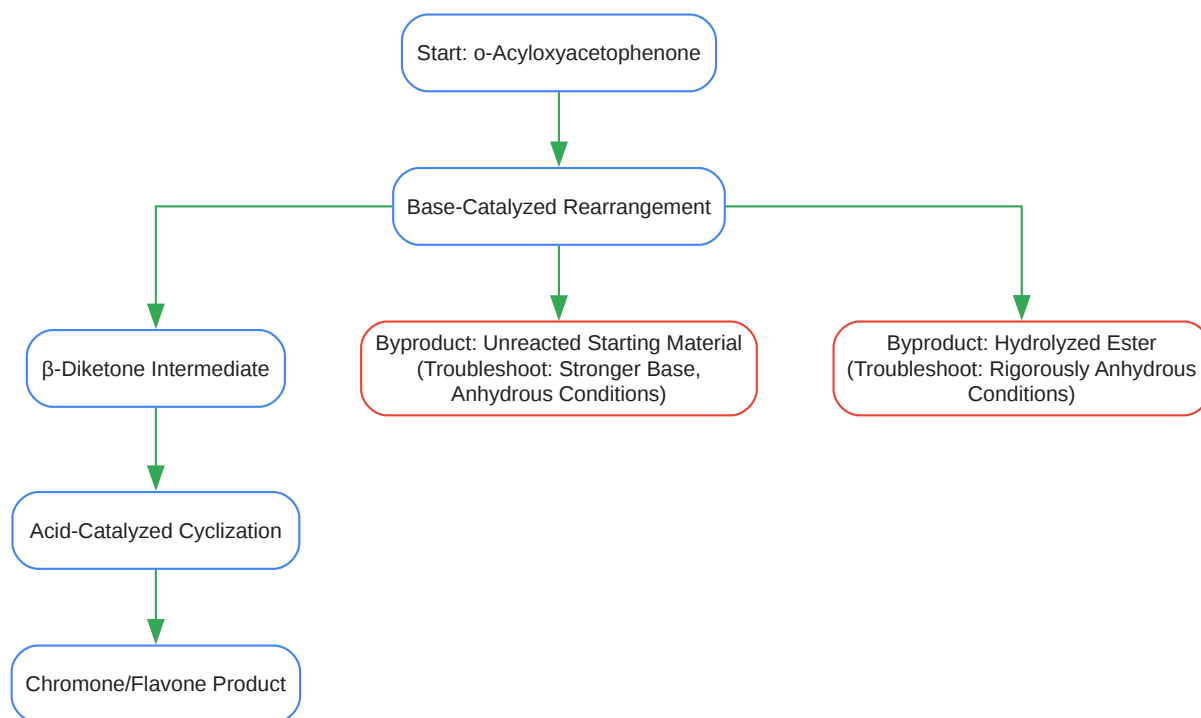 Start: o-Acyloxyacetophenone
Base-Catalyzed Rearrangement
β-Diketone Intermediate
Byproduct: Unreacted Starting Material
(Troubleshoot: Stronger Base,
Anhydrous Conditions)
Byproduct: Hydrolyzed Ester
(Troubleshoot: Rigorously Anhydrous
Conditions)
Acid-Catalyzed Cyclization
Chromone/Flavone Product